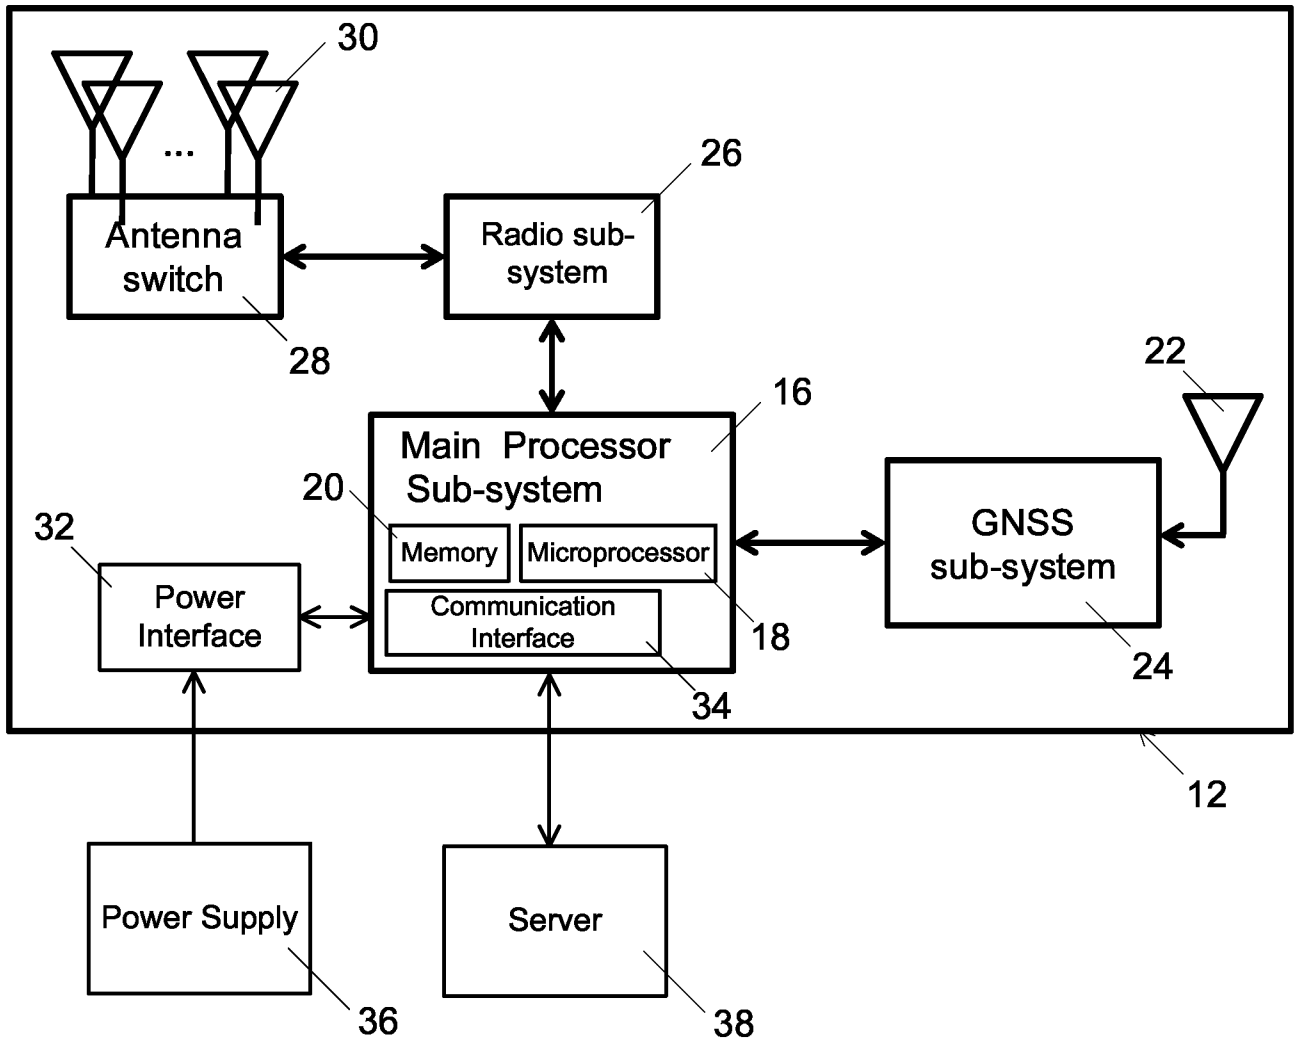 30
...
26
Antenna
switch
Radio sub-
system
28
22
16
Main Processor
Sub-system
20
GNSS
sub-system
32
Memory
Microprocessor
Power
Interface
Communication
Interface
18
24
34
12
Power Supply
Server
36
38